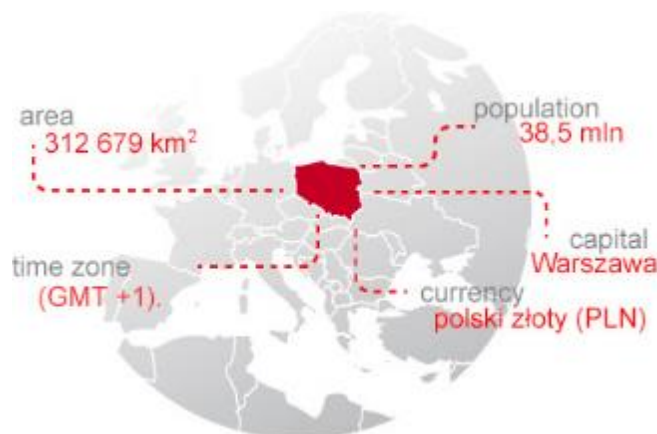 area
312 679 km²
population
38,5 mln
capital
Warszawa
time zone
(GMT +1).
currency
polski złoty (PLN)